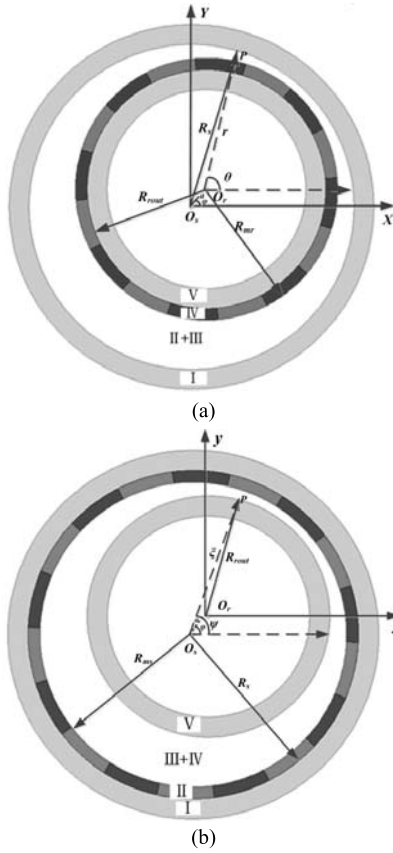 Y
P
R_s
r
θ
α
φ
O_r
R_rout
O_s
X
R_mr
V
IV
II+III
I
(a)
y
P
ξ
R_rout
O_r
φ
ψ
O_s
R_ms
R_s
V
III+IV
II
I
(b)